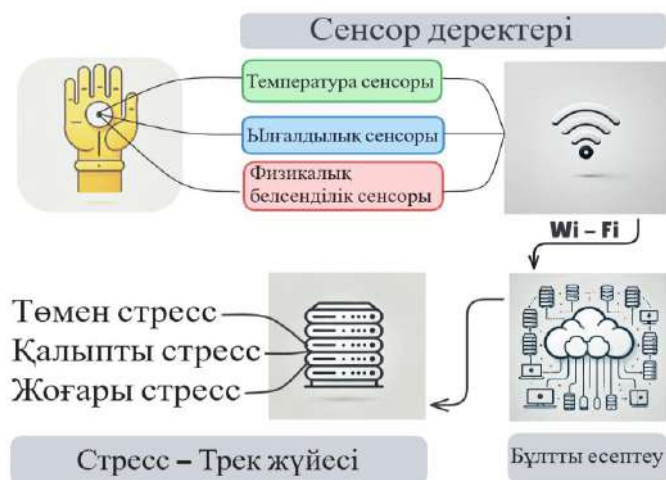 Сенсор деректері
Температура сенсоры
Ылғалдылық сенсоры
Физикалық
белсенділік сенсоры
Wi – Fi
Төмен стресс
Қалыпты стресс
Жоғары стресс
Стресс – Трек жүйесі
Бұлтты есептеу